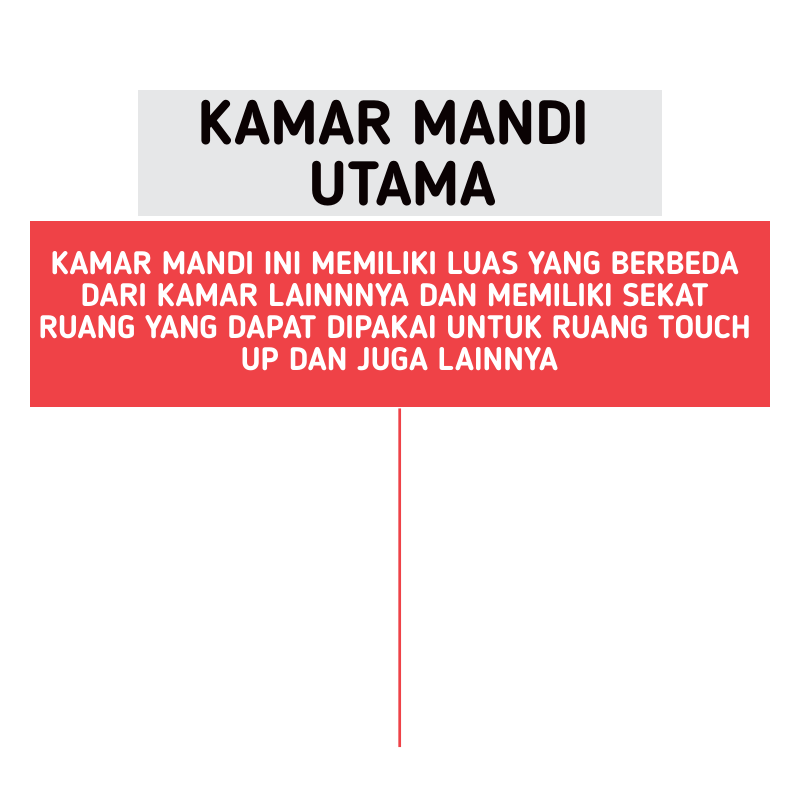 KAMAR MANDI
UTAMA
KAMAR MANDI INI MEMILIKI LUAS YANG BERBEDA
DARI KAMAR LAINNNYA DAN MEMILIKI SEKAT
RUANG YANG DAPAT DIPAKAI UNTUK RUANG TOUCH
UP DAN JUGA LAINNYA